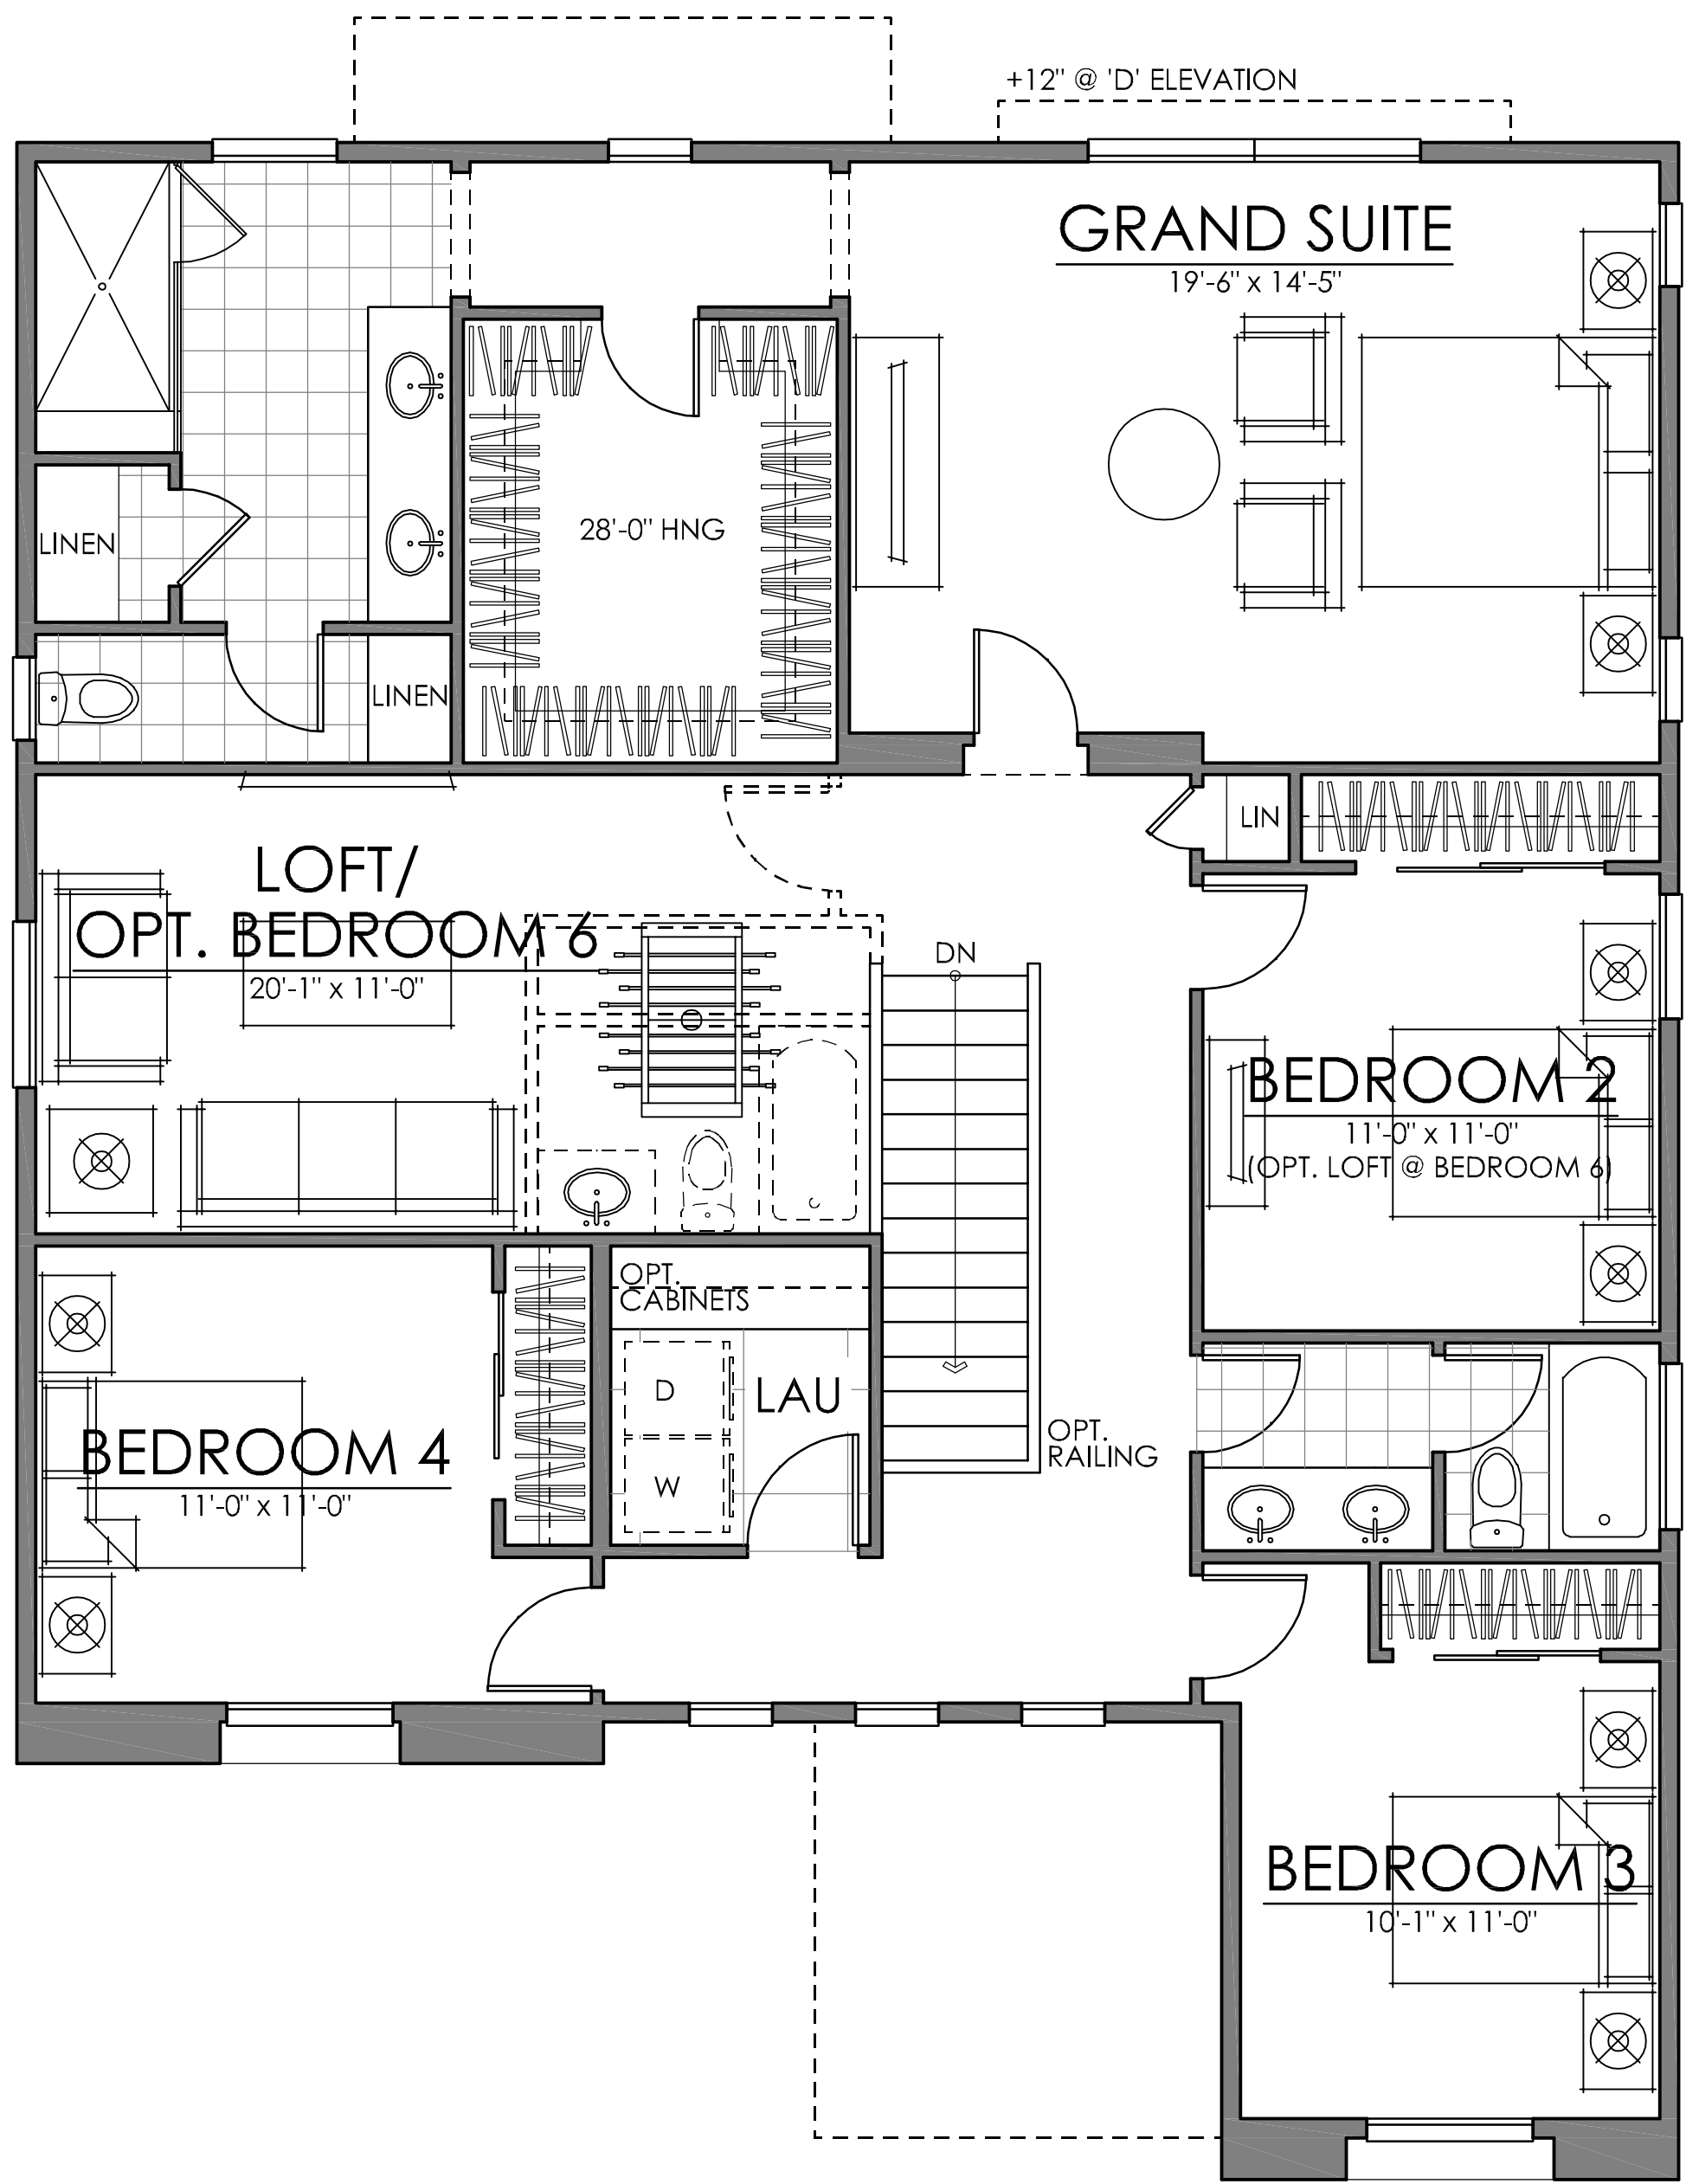 +12" @ 'D' ELEVATION
GRAND SUITE
19'-6" x 14'-5"
28'-0" HNG
LINEN
LINEN
LIN
LOFT/
OPT. BEDROOM 6
20'-1" x 11'-0"
DN
BEDROOM 2
11'-0" x 11'-0"
(OPT. LOFT @ BEDROOM 6)
OPT.
CABINETS
D
LAU
W
OPT.
RAILING
BEDROOM 4
11'-0" x 11'-0"
BEDROOM 3
10'-1" x 11'-0"